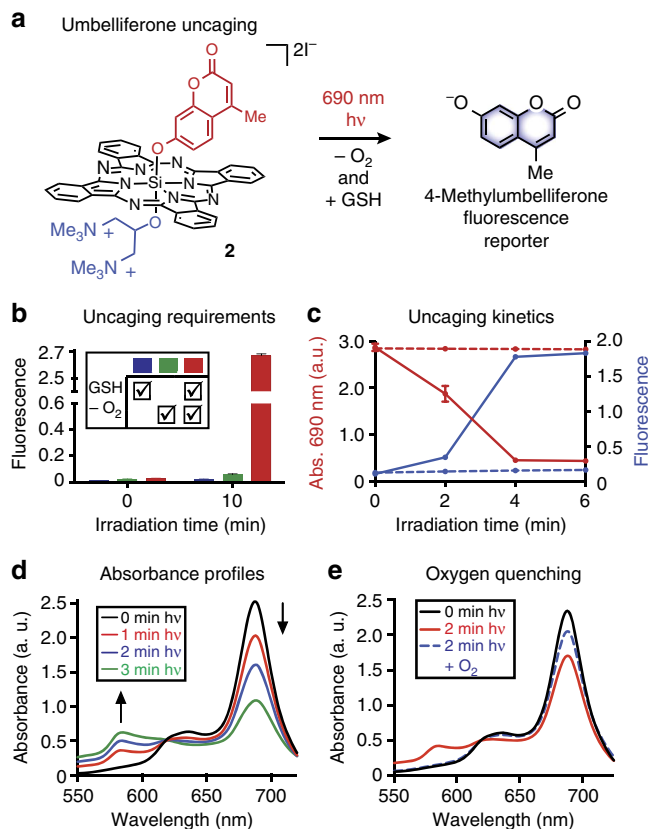 a
Umbelliferone uncaging
2I⁻
O
O
Me
O
N N N
N Si N
N N N
O
Me3N +
Me3N +
2
690 nm
hν
– O2
and
+ GSH
⁻O O O
Me
4-Methylumbelliferone
fluorescence
reporter
b Uncaging requirements
2.7
2.5
0.6
0.4
0.2
0
Fluorescence
GSH
– O2
0 10
Irradiation time (min)
c Uncaging kinetics
3.0
2.0
1.0
0.0
Abs. 690 nm (a.u.)
2.0
1.5
1.0
0.5
0.2
Fluorescence
0 2 4 6
Irradiation time (min)
d Absorbance profiles
2.5
2.0
1.5
1.0
0.5
0
Absorbance (a. u.)
0 min hν
1 min hν
2 min hν
3 min hν
550 600 650 700
Wavelength (nm)
e Oxygen quenching
2.5
2.0
1.5
1.0
0.5
0
Absorbance (a. u.)
0 min hν
2 min hν
2 min hν
+ O2
550 600 650 700
Wavelength (nm)